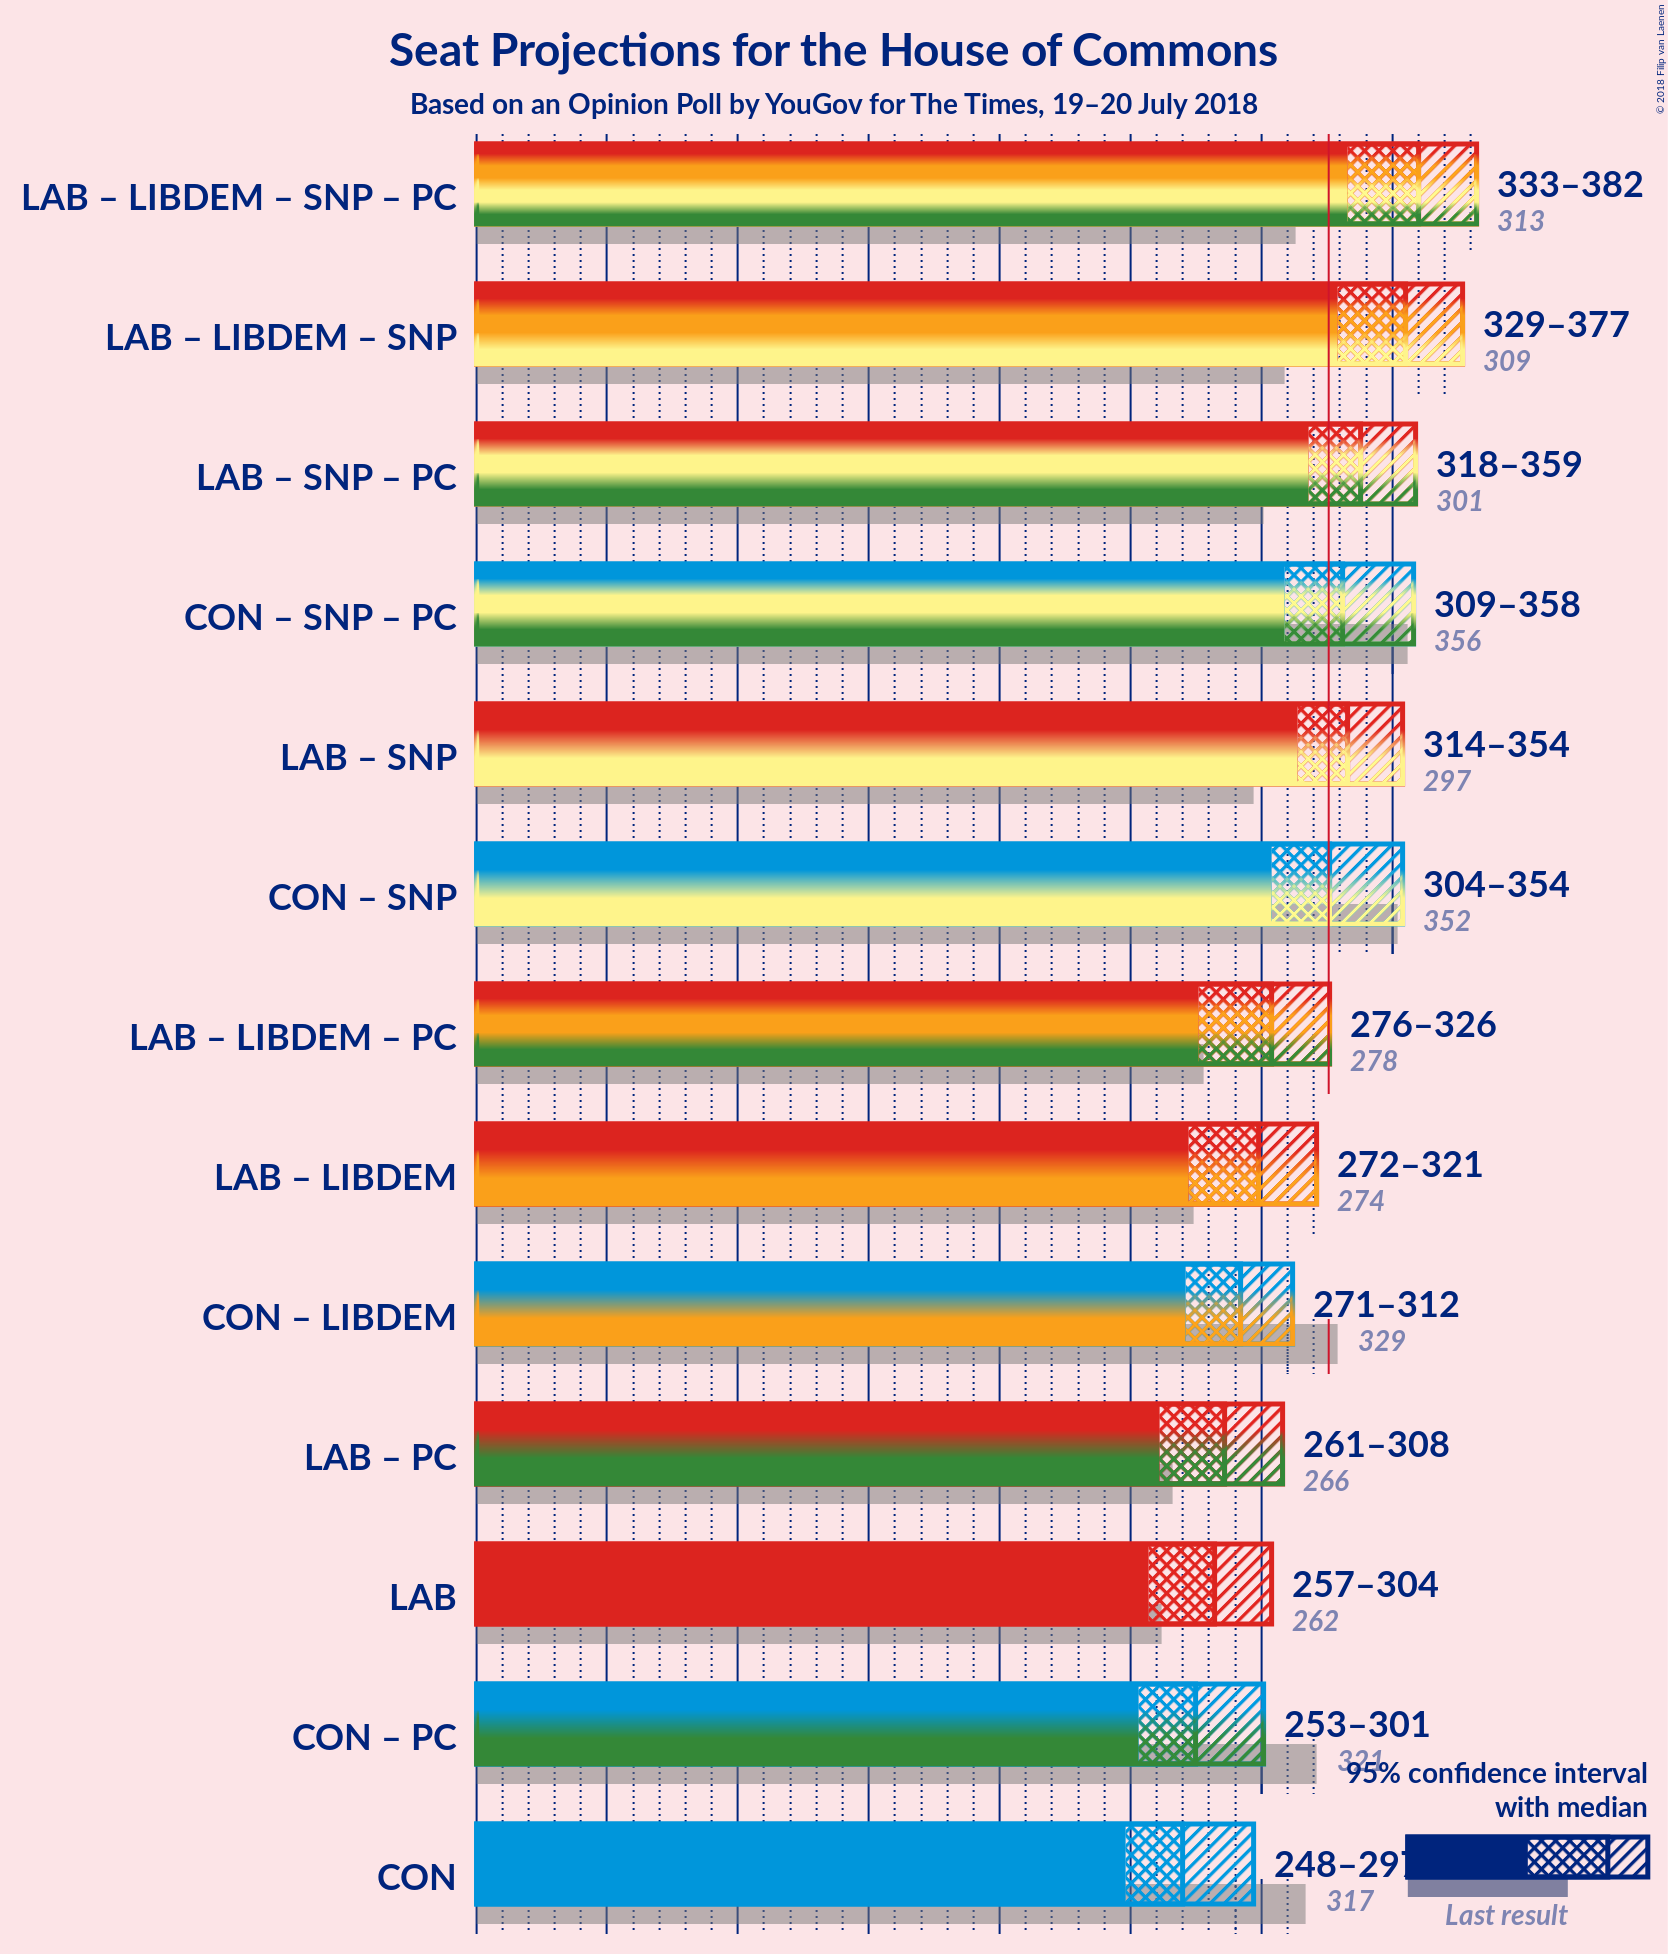 © 2018 Filip van Laenen
Seat Projections for the House of Commons
Based on an Opinion Poll by YouGov for The Times, 19–20 July 2018
LAB – LIBDEM – SNP – PC
333–382
313
LAB – LIBDEM – SNP
329–377
309
LAB – SNP – PC
318–359
301
CON – SNP – PC
309–358
356
LAB – SNP
314–354
297
CON – SNP
304–354
352
LAB – LIBDEM – PC
276–326
278
LAB – LIBDEM
272–321
274
CON – LIBDEM
271–312
329
LAB – PC
261–308
266
LAB
257–304
262
CON – PC
253–301
321
95% confidence interval
with median
CON
248–297
317
Last result